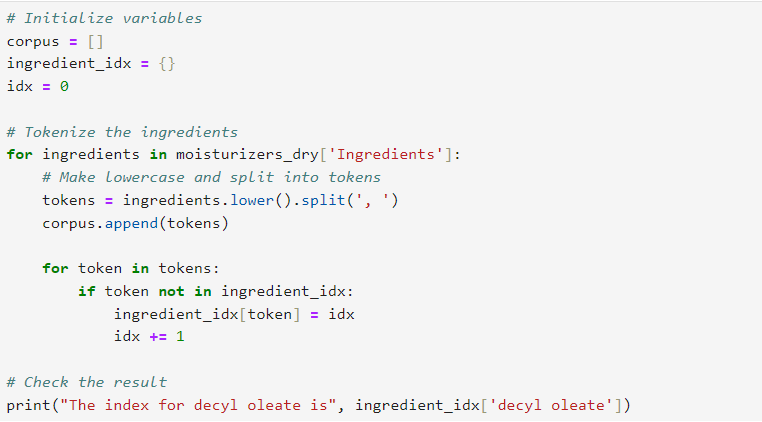 # Initialize variables
corpus = []
ingredient_idx = {}
idx = 0

# Tokenize the ingredients
for ingredients in moisturizers_dry['Ingredients']:
    # Make lowercase and split into tokens
    tokens = ingredients.lower().split(', ')
    corpus.append(tokens)

    for token in tokens:
        if token not in ingredient_idx:
            ingredient_idx[token] = idx
            idx += 1

# Check the result
print("The index for decyl oleate is", ingredient_idx['decyl oleate'])